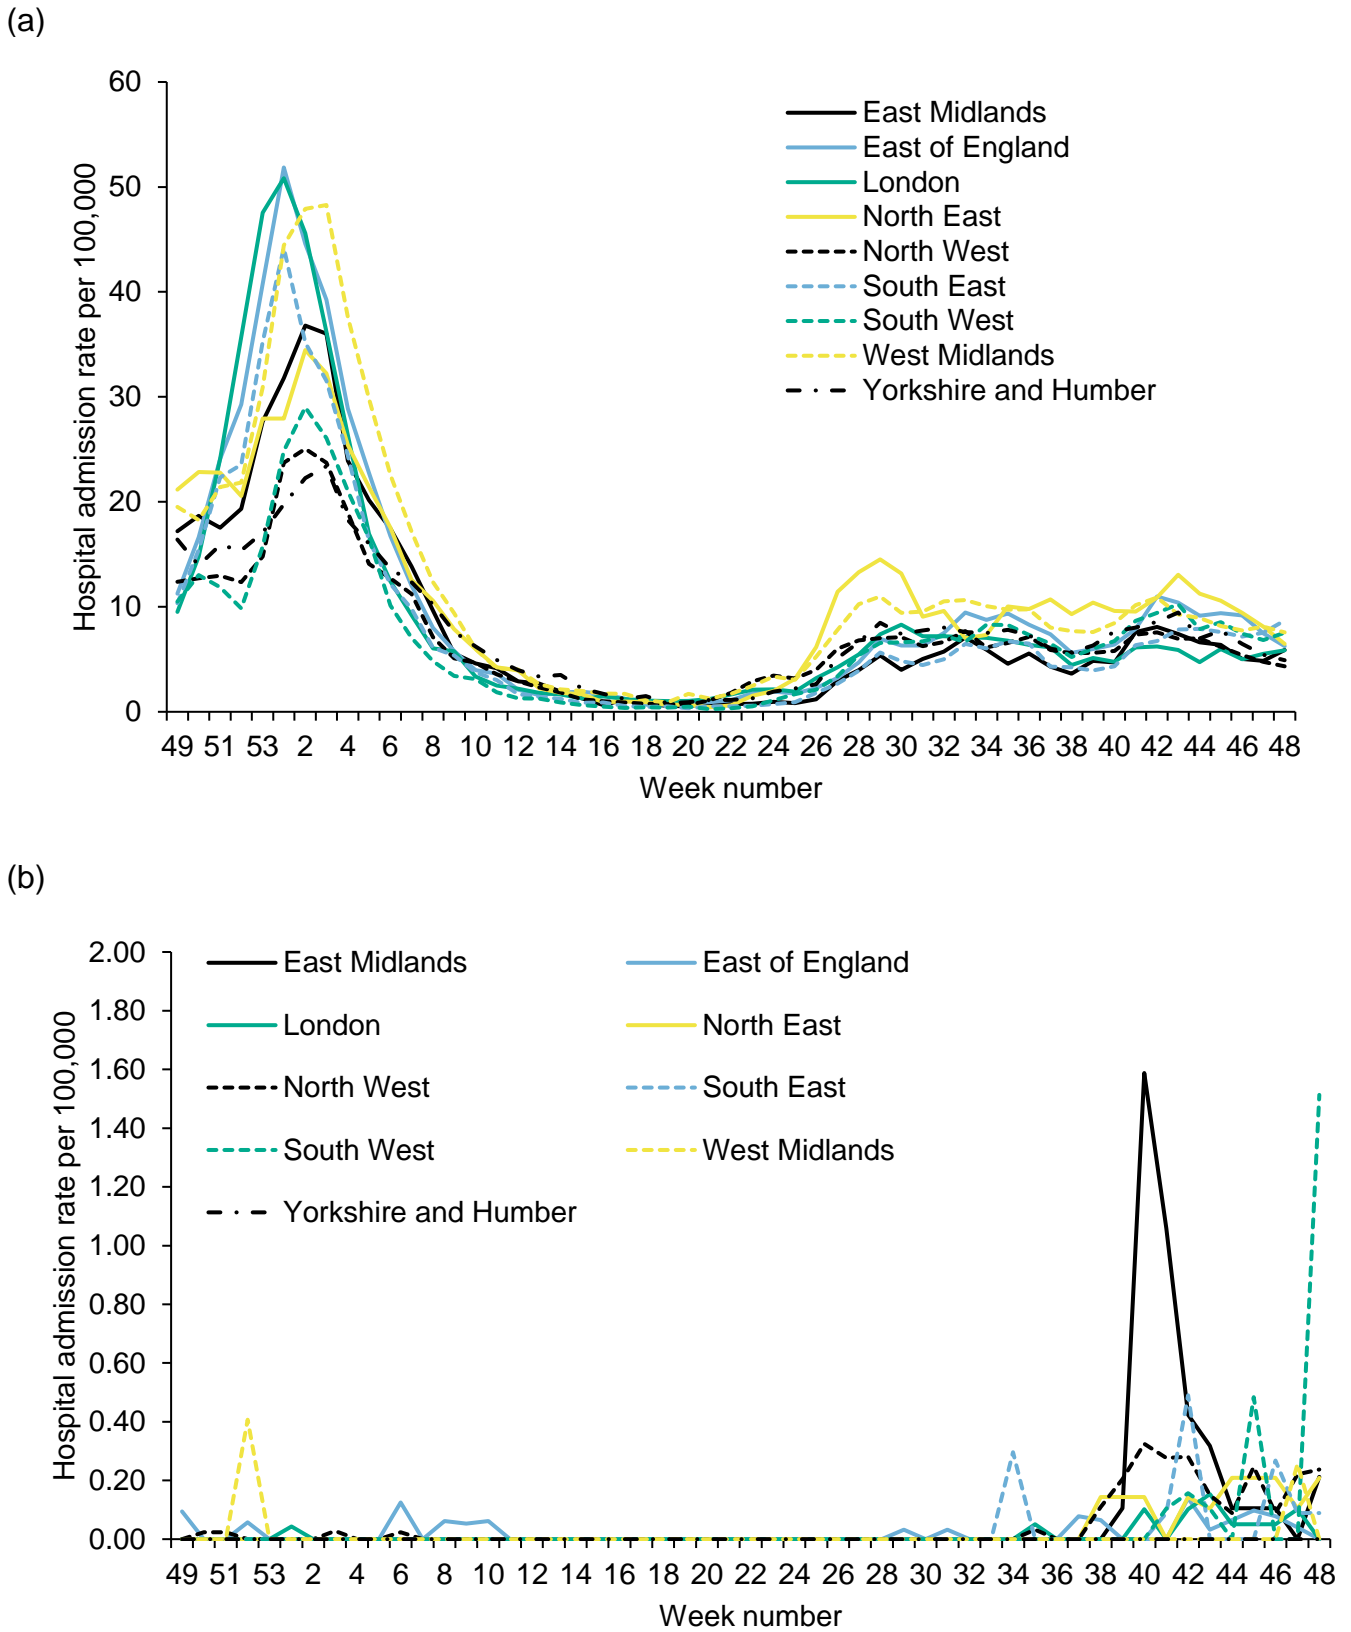 (a)
60
50
40
30
20
10
0
Hospital admission rate per 100,000
East Midlands
East of England
London
North East
North West
South East
South West
West Midlands
Yorkshire and Humber
49 51 53 2 4 6 8 10 12 14 16 18 20 22 24 26 28 30 32 34 36 38 40 42 44 46 48
Week number
(b)
2.00
1.80
1.60
1.40
1.20
1.00
0.80
0.60
0.40
0.20
0.00
Hospital admission rate per 100,000
East Midlands East of England
London North East
North West South East
South West West Midlands
Yorkshire and Humber
49 51 53 2 4 6 8 10 12 14 16 18 20 22 24 26 28 30 32 34 36 38 40 42 44 46 48
Week number